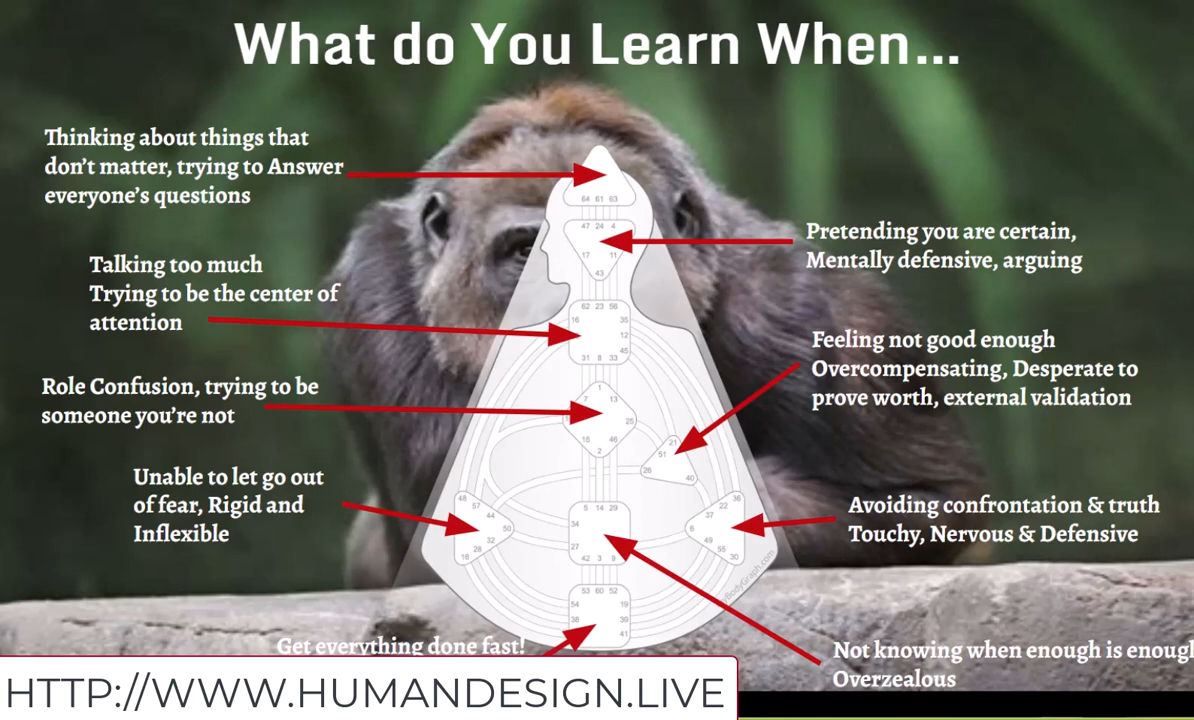 What do You Learn When...
Thinking about things that
don't matter, trying to Answer
everyone's questions
Pretending you are certain,
Mentally defensive, arguing
Talking too much
Trying to be the center of
attention
Feeling not good enough
Overcompensating, Desperate to
prove worth, external validation
Role Confusion, trying to be
someone you're not
Unable to let go out
of fear, Rigid and
Inflexible
Avoiding confrontation & truth
Touchy, Nervous & Defensive
Get everything done fast!
Not knowing when enough is enough
Overzealous
64 61 63
47 24 4
17 11
43
62 23 56
16 35
12
45
31 8 33
1
7 13
25
15 46
2
21
51
26 40
48
57
44
50
32
28
18
5 14 29
34
27
42 3 9
36
22
37
6
49
55
30
53 60 52
54 19
38 39
41
BodyGraph.com
HTTP://WWW.HUMANDESIGN.LIVE